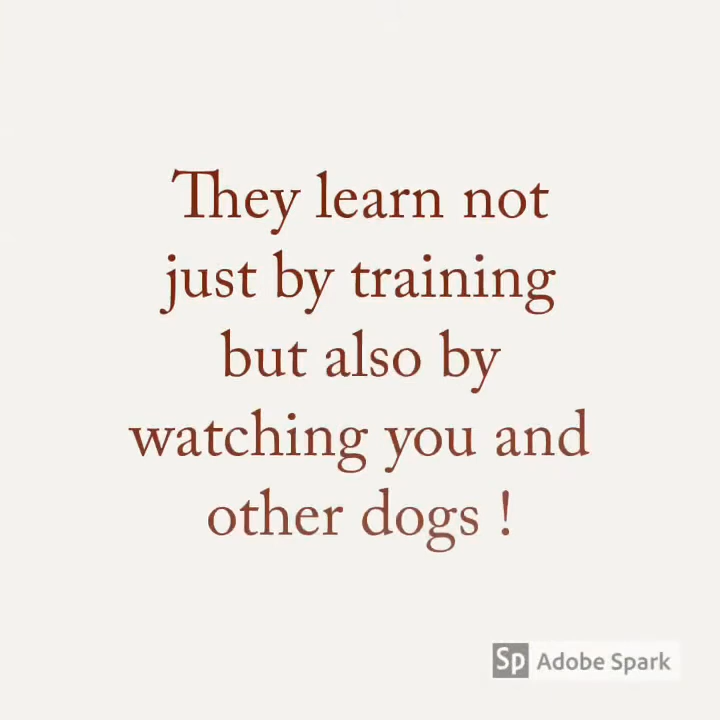 They learn not
just by training
but also by
watching you and
other dogs !
Sp Adobe Spark